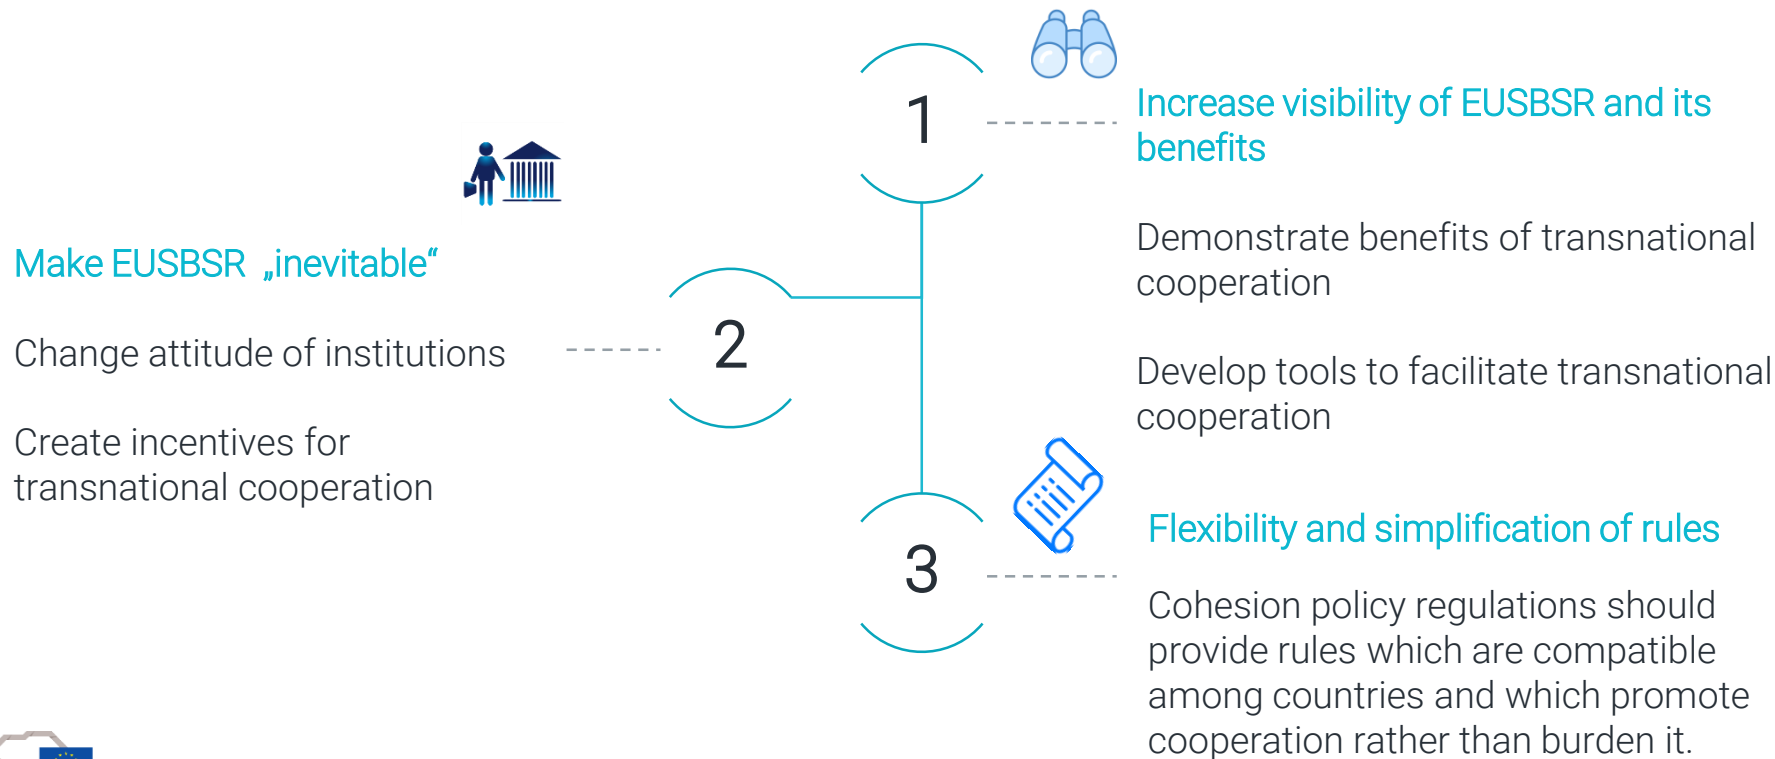 1
Increase visibility of EUSBSR and its
benefits
Demonstrate benefits of transnational
cooperation
Develop tools to facilitate transnational
cooperation
Make EUSBSR „inevitable“
Change attitude of institutions
Create incentives for
transnational cooperation
2
3
Flexibility and simplification of rules
Cohesion policy regulations should
provide rules which are compatible
among countries and which promote
cooperation rather than burden it.